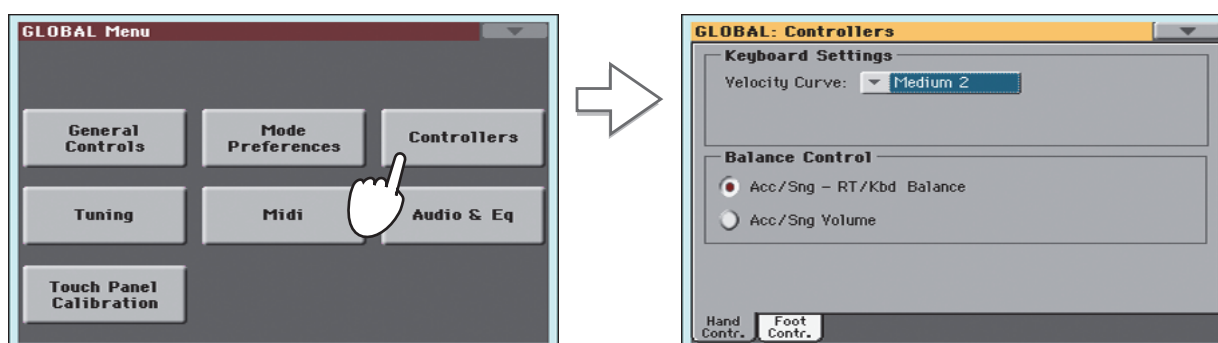 GLOBAL Menu
General
Controls
Mode
Preferences
Controllers
Tuning
Midi
Audio & Eq
Touch Panel
Calibration
GLOBAL: Controllers
Keyboard Settings
Velocity Curve: Medium 2
Balance Control
Acc/Sng - RT/Kbd Balance
Acc/Sng Volume
Hand
Contr.
Foot
Contr.